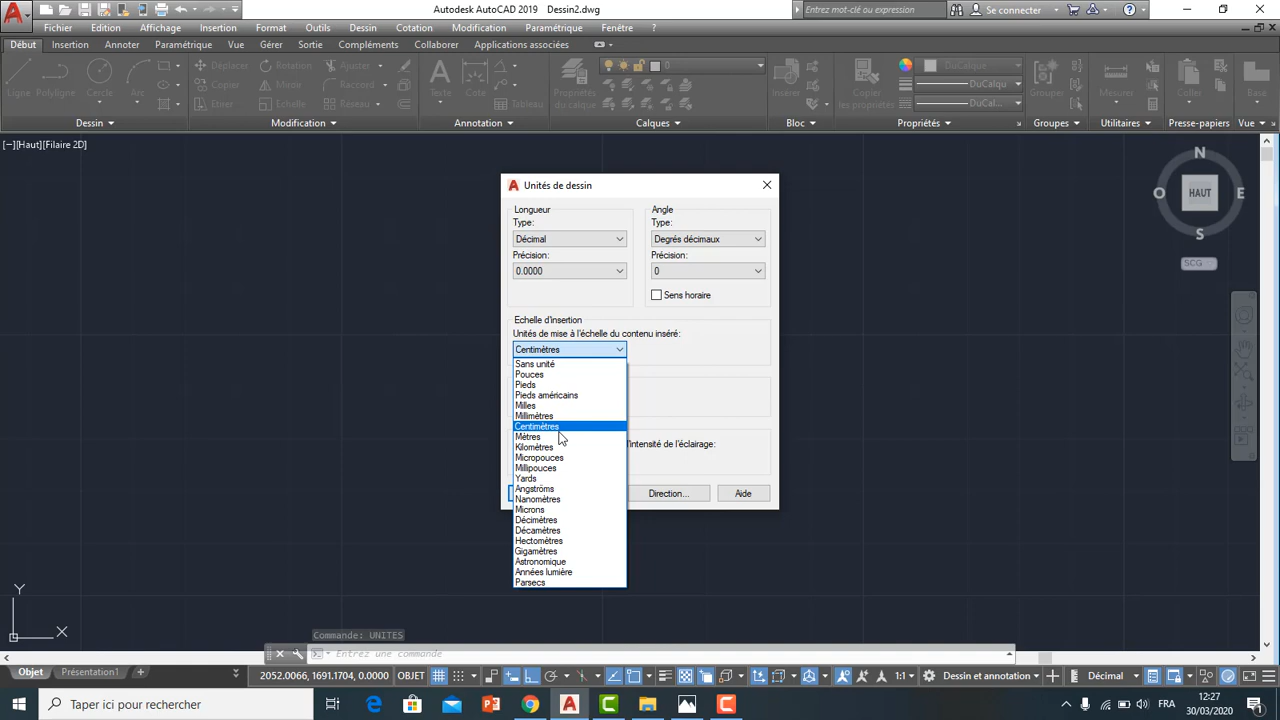 Autodesk AutoCAD 2019 Dessin2.dwg
Entrez mot-clé ou expression
Se connecter
Fichier Edition Affichage Insertion Format Outils Dessin Cotation Modification Paramétrique Fenêtre
Début Insertion Annoter Paramétrique Vue Gérer Sortie Compléments Collaborer Applications associées
Ligne Polyligne Cercle Arc
Déplacer Rotation Ajuster
Copier Miroir Raccord
Etirer Echelle Réseau
Texte Cote Tableau
Propriétés du calque
0
Insérer
Copier les propriétés
DuCalque
DuCal...
DuCal...
Grouper Mesures Coller Base
Dessin Modification Annotation Calques Bloc Propriétés Groupes Utilitaires Presse-papiers Vue
[−][Haut][Filaire 2D]
N
O HAUT E
S
SCG
Unités de dessin
Longueur Angle
Type: Type:
Décimal Degrés décimaux
Précision: Précision:
0.0000 0
Sens horaire
Echelle d'insertion
Unités de mise à l'échelle du contenu inséré:
Centimètres
Sans unité
Pouces
Pieds
Pieds américains
Milles
Millimètres
Centimètres
Mètres
l'intensité de l'éclairage:
Kilomètres
Micropouces
Millipouces
Yards
Angströms
Direction... Aide
Nanomètres
Microns
Décimètres
Décamètres
Hectomètres
Gigamètres
Astronomique
Années lumière
Parsecs
Y
X
Commande: UNITES
Entrez une commande
Objet Présentation1
2052.0066, 1691.1704, 0.0000 OBJET
1:1 Dessin et annotation Décimal
Taper ici pour rechercher
FRA
12:27
30/03/2020